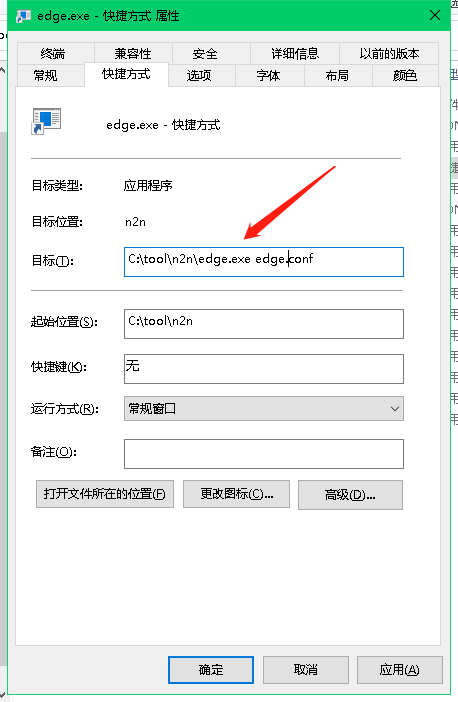 edge.exe - 快捷方式 属性
终端 兼容性 安全 详细信息 以前的版本
常规 快捷方式 选项 字体 布局 颜色
edge.exe - 快捷方式
目标类型: 应用程序
目标位置: n2n
目标(T): C:\tool\n2n\edge.exe edge.conf
起始位置(S): C:\tool\n2n
快捷键(K): 无
运行方式(R): 常规窗口
备注(O):
打开文件所在的位置(F) 更改图标(C)... 高级(D)...
确定 取消 应用(A)